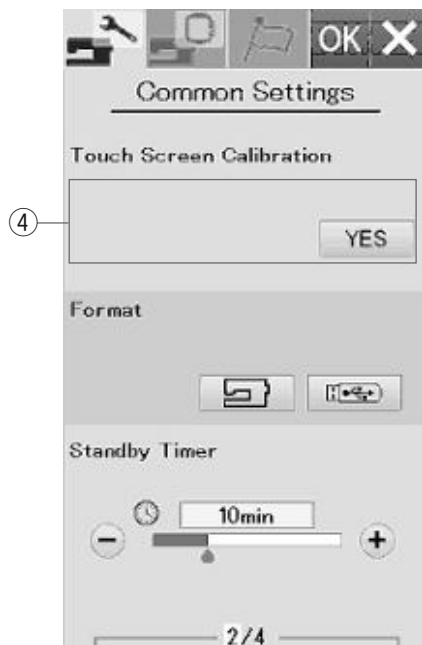 OK
Common Settings
Touch Screen Calibration
④
YES
Format
Standby Timer
10min
2/4